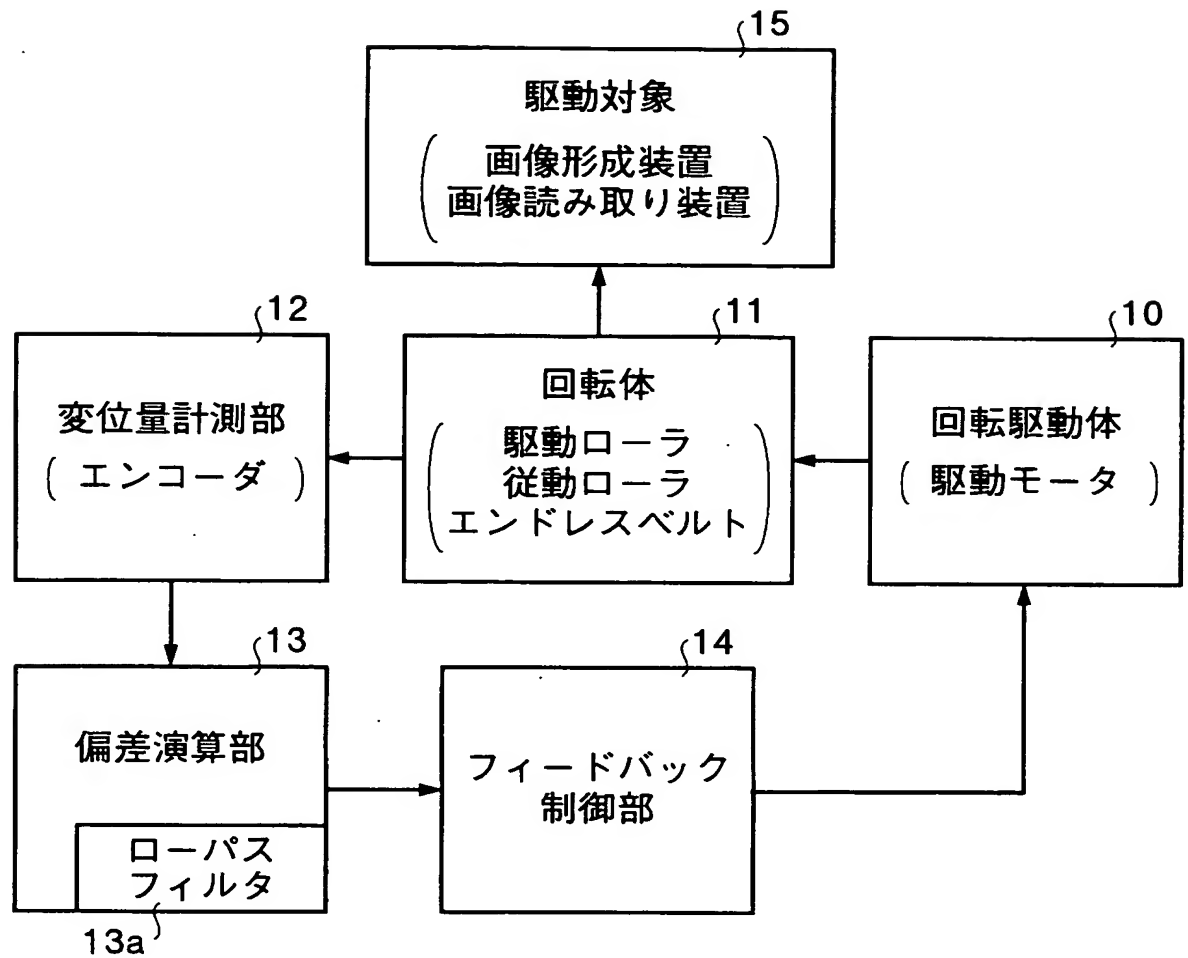 15
駆動対象
画像形成装置
画像読み取り装置
12
変位量計測部
(エンコーダ)
11
回転体
駆動ローラ
従動ローラ
エンドレスベルト
10
回転駆動体
(駆動モータ)
13
偏差演算部
ローパス
フィルタ
13a
14
フィードバック
制御部